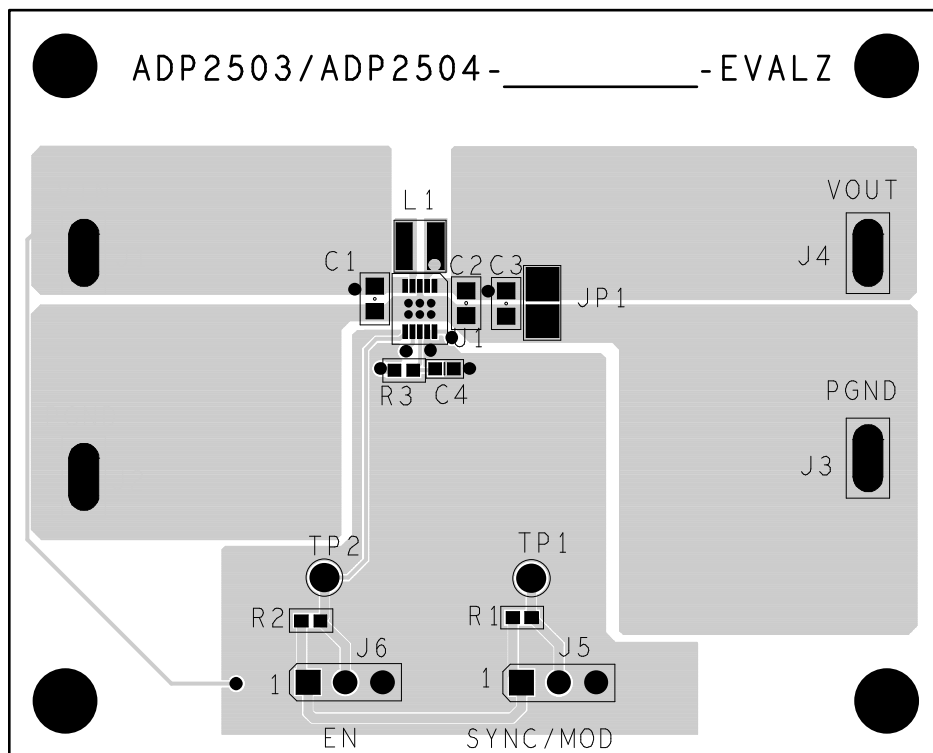 ADP2503/ADP2504-_________-EVALZ
VOUT
L1
J4
C1
C2
C3
JP1
U1
R3
C4
PGND
J3
TP2
TP1
R2
R1
J6
J5
1
1
EN
SYNC/MOD